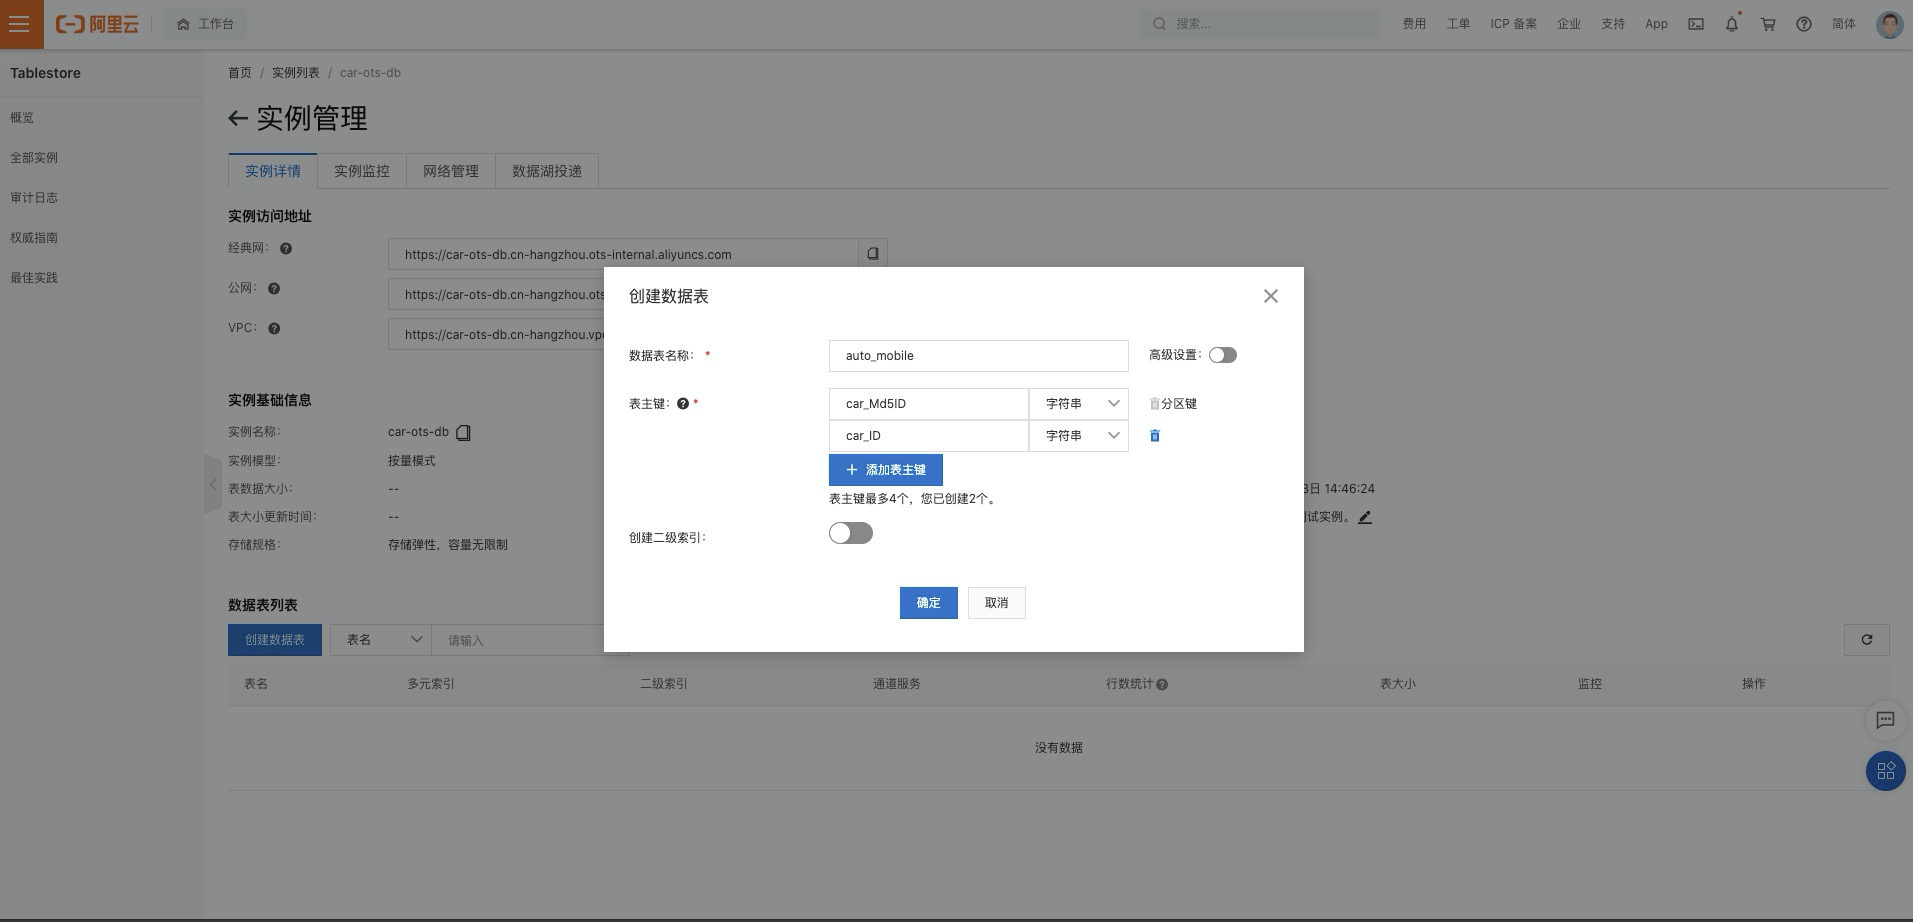 阿里云
工作台
搜索...
费用 工单 ICP 备案 企业 支持 App 简体
Tablestore
概览
全部实例
审计日志
权威指南
最佳实践
首页 / 实例列表 / car-ots-db
实例管理
实例详情 实例监控 网络管理 数据湖投递
实例访问地址
经典网： https://car-ots-db.cn-hangzhou.ots-internal.aliyuncs.com
公网： https://car-ots-db.cn-hangzhou.ots
VPC： https://car-ots-db.cn-hangzhou.vp
实例基础信息
实例名称： car-ots-db
实例模型： 按量模式
表数据大小： --
日 14:46:24
表大小更新时间： --
试实例。
存储规格： 存储弹性，容量无限制
数据表列表
创建数据表 表名 请输入
表名 多元索引 二级索引 通道服务 行数统计 表大小 监控 操作
没有数据
创建数据表
数据表名称： * auto_mobile 高级设置：
表主键： * car_Md5ID 字符串 分区键
car_ID 字符串
添加表主键
表主键最多4个，您已创建2个。
创建二级索引：
确定 取消